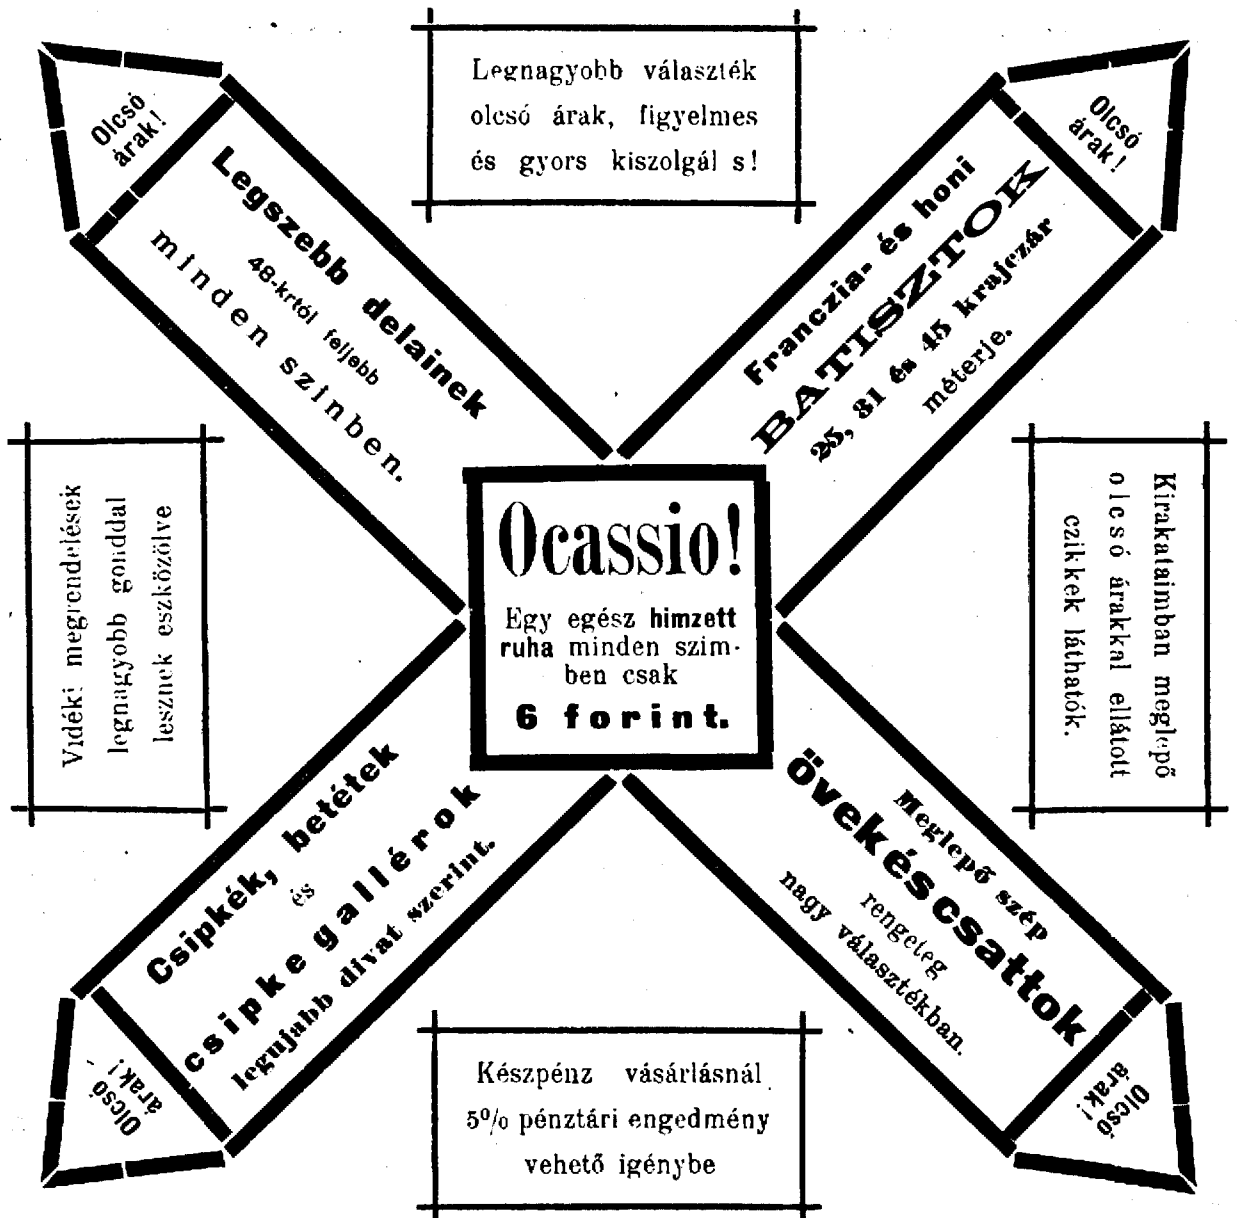 Legnagyobb választék
olcsó árak, figyelmes
és gyors kiszolgál s!
Olcsó
árak!
Legszebb delainek
48-krtól feljebb
minden szinben.
Olcsó
árak!
Franczia- és honi
BATISZTOK
25, 31 és 45 krajczár
méterje.
Vidéki megrendelések
legnagyobb gonddal
lesznek eszközölve
Ocassio!
Egy egész himzett
ruha minden szim-
ben csak
6 forint.
Kirakataimban meglepő
olcsó árakkal ellátott
czikkek láthatók.
Csipkék, betétek
és
csipkegallérok
legujabb divat szerint.
Olcsó
árak!
Meglepő szép
övekéscsattok
rengeteg
nagy választékban.
Olcsó
árak!
Készpénz vásárlásnál
5% pénztári engedmény
vehető igénybe